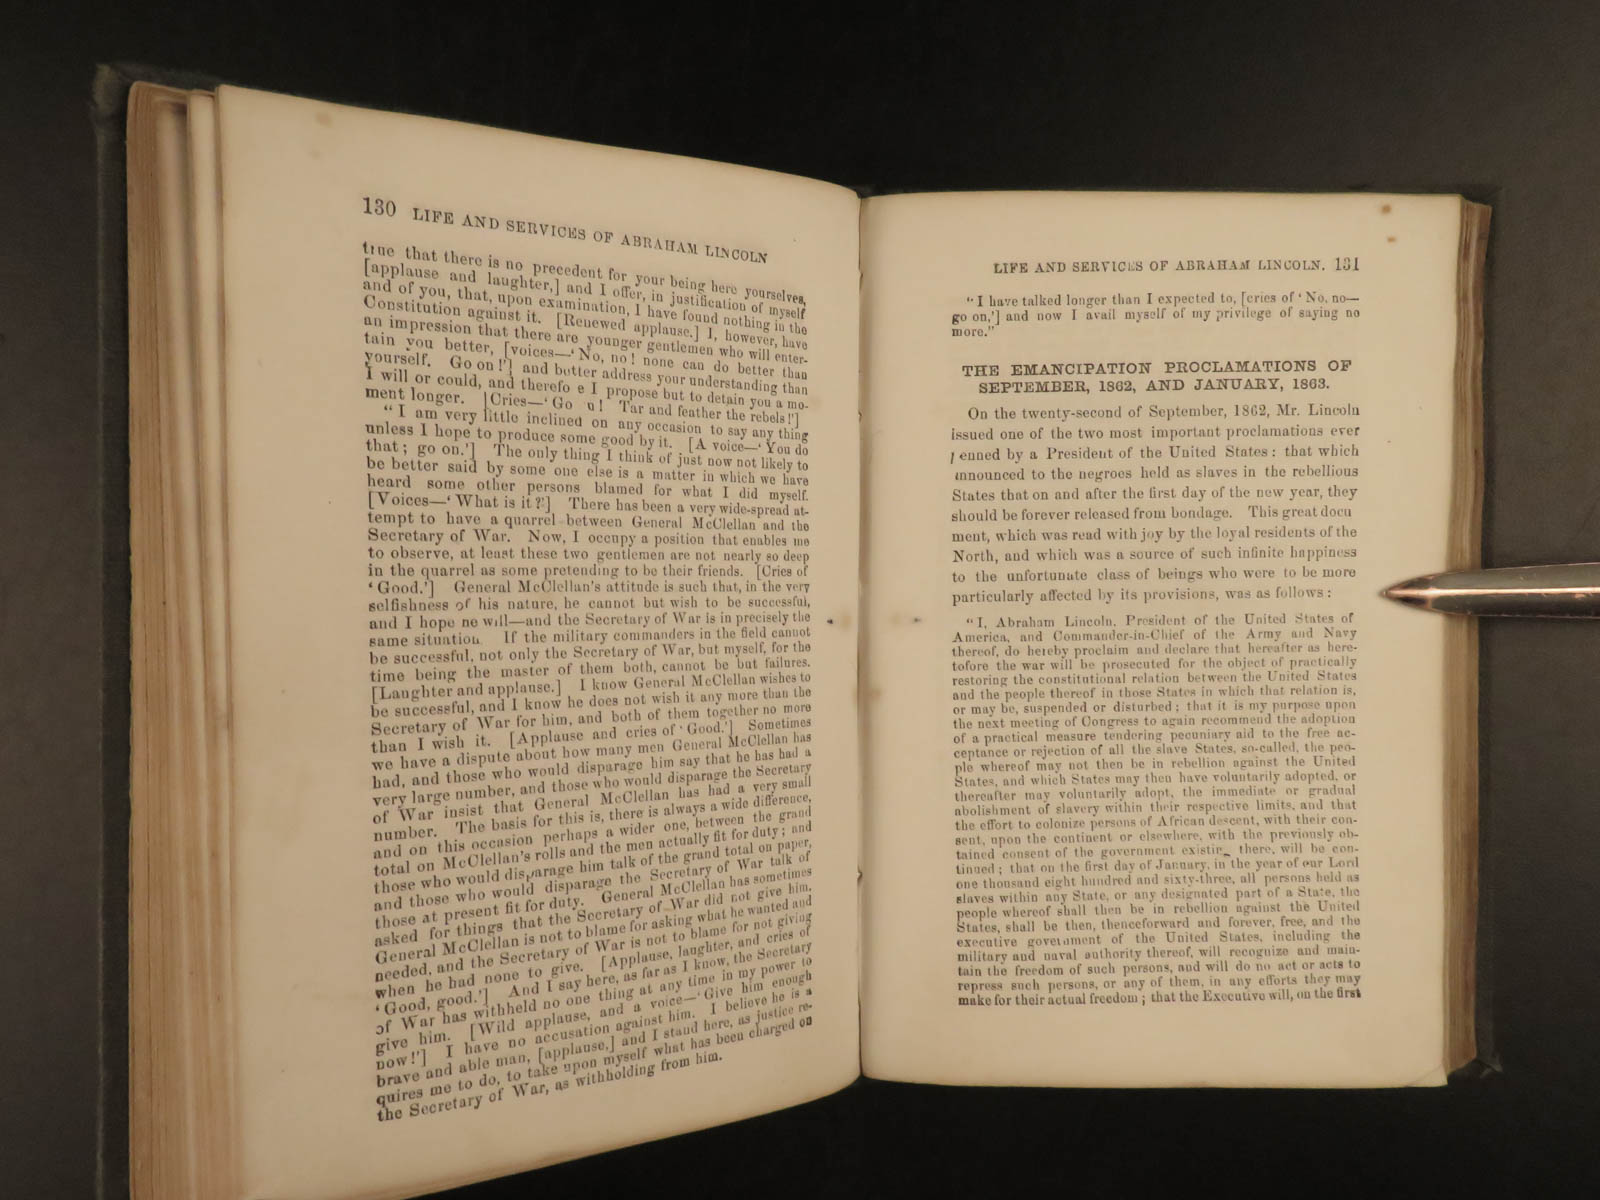 130 LIFE AND SERVICES OF ABRAHAM LINCOLN
true that there is no precedent for your being here yourselves,
[applause and laughter,] and I offer, in justification of myself
and of you, that, upon examination, I have found nothing in the
Constitution against it. [Renewed applause.] I, however, have
an impression that there are younger gentlemen who will enter-
tain you better, [voices—‘No, no! none can do better than
yourself. Go on!’] and better address your understanding than
I will or could, and therefo e I propose but to detain you a mo-
ment longer. [Cries—‘Go n! Tar and feather the rebels!’]
“I am very little inclined on any occasion to say any thing
unless I hope to produce some good by it. [A voice—‘You do
that; go on.’] The only thing I think of just now not likely to
be better said by some one else is a matter in which we have
heard some other persons blamed for what I did myself.
[Voices—‘What is it?’] There has been a very wide-spread at-
tempt to have a quarrel between General McClellan and the
Secretary of War. Now, I occupy a position that enables me
to observe, at least these two gentlemen are not nearly so deep
in the quarrel as some pretending to be their friends. [Cries of
‘Good.’] General McClellan's attitude is such that, in the very
selfishness of his nature, he cannot but wish to be successful,
and I hope he will—and the Secretary of War is in precisely the
same situation. If the military commanders in the field cannot
be successful, not only the Secretary of War, but myself, for the
time being the master of them both, cannot be but failures.
[Laughter and applause.] I know General McClellan wishes to
be successful, and I know he does not wish it any more than the
Secretary of War for him, and both of them together no more
than I wish it. [Applause and cries of ‘Good.’] Sometimes
we have a dispute about how many men General McClellan has
had, and those who would disparage him say that he has had a
very large number, and those who would disparage the Secretary
of War insist that General McClellan has had a very small
number. The basis for this is, there is always a wide difference,
and on this occasion perhaps a wider one, between the grand
total on McClellan's rolls and the men actually fit for duty; and
those who would disparage him talk of the grand total on paper,
and those who would disparage the Secretary of War talk of
those at present fit for duty. General McClellan has sometimes
asked for things that the Secretary of War did not give him.
General McClellan is not to blame for asking what he wanted and
needed, and the Secretary of War is not to blame for not giving
when he had none to give. [Applause, laughter, and cries of
‘Good, good.’] And I say here, as far as I know, the Secretary
of War has withheld no one thing at any time in my power to
give him. [Wild applause, and a voice—‘Give him enough
now!’] I have no accusation against him. I believe he is a
brave and able man, [applause,] and I stand here, as justice re-
quires me to do, to take upon myself what has been charged on
the Secretary of War, as withholding from him.
LIFE AND SERVICES OF ABRAHAM LINCOLN. 131
“I have talked longer than I expected to, [cries of ‘No, no—
go on,’] and now I avail myself of my privilege of saying no
more.”
THE EMANCIPATION PROCLAMATIONS OF
SEPTEMBER, 1862, AND JANUARY, 1863.
On the twenty-second of September, 1862, Mr. Lincoln
issued one of the two most important proclamations ever
penned by a President of the United States: that which
announced to the negroes held as slaves in the rebellious
States that on and after the first day of the new year, they
should be forever released from bondage. This great docu
ment, which was read with joy by the loyal residents of the
North, and which was a source of such infinite happiness
to the unfortunate class of beings who were to be more
particularly affected by its provisions, was as follows:
“I, Abraham Lincoln, President of the United States of
America, and Commander-in-Chief of the Army and Navy
thereof, do hereby proclaim and declare that hereafter as here-
tofore the war will be prosecuted for the object of practically
restoring the constitutional relation between the United States
and the people thereof in those States in which that relation is,
or may be, suspended or disturbed; that it is my purpose upon
the next meeting of Congress to again recommend the adoption
of a practical measure tendering pecuniary aid to the free ac-
ceptance or rejection of all the slave States, so-called, the peo-
ple whereof may not then be in rebellion against the United
States, and which States may then have voluntarily adopted, or
thereafter may voluntarily adopt, the immediate or gradual
abolishment of slavery within their respective limits, and that
the effort to colonize persons of African descent, with their con-
sent, upon the continent or elsewhere, with the previously ob-
tained consent of the government existing there, will be con-
tinued; that on the first day of January, in the year of our Lord
one thousand eight hundred and sixty-three, all persons held as
slaves within any State, or any designated part of a State, the
people whereof shall then be in rebellion against the United
States, shall be then, thenceforward and forever, free, and the
executive government of the United States, including the
military and naval authority thereof, will recognize and main-
tain the freedom of such persons, and will do no act or acts to
repress such persons, or any of them, in any efforts they may
make for their actual freedom; that the Executive will, on the first